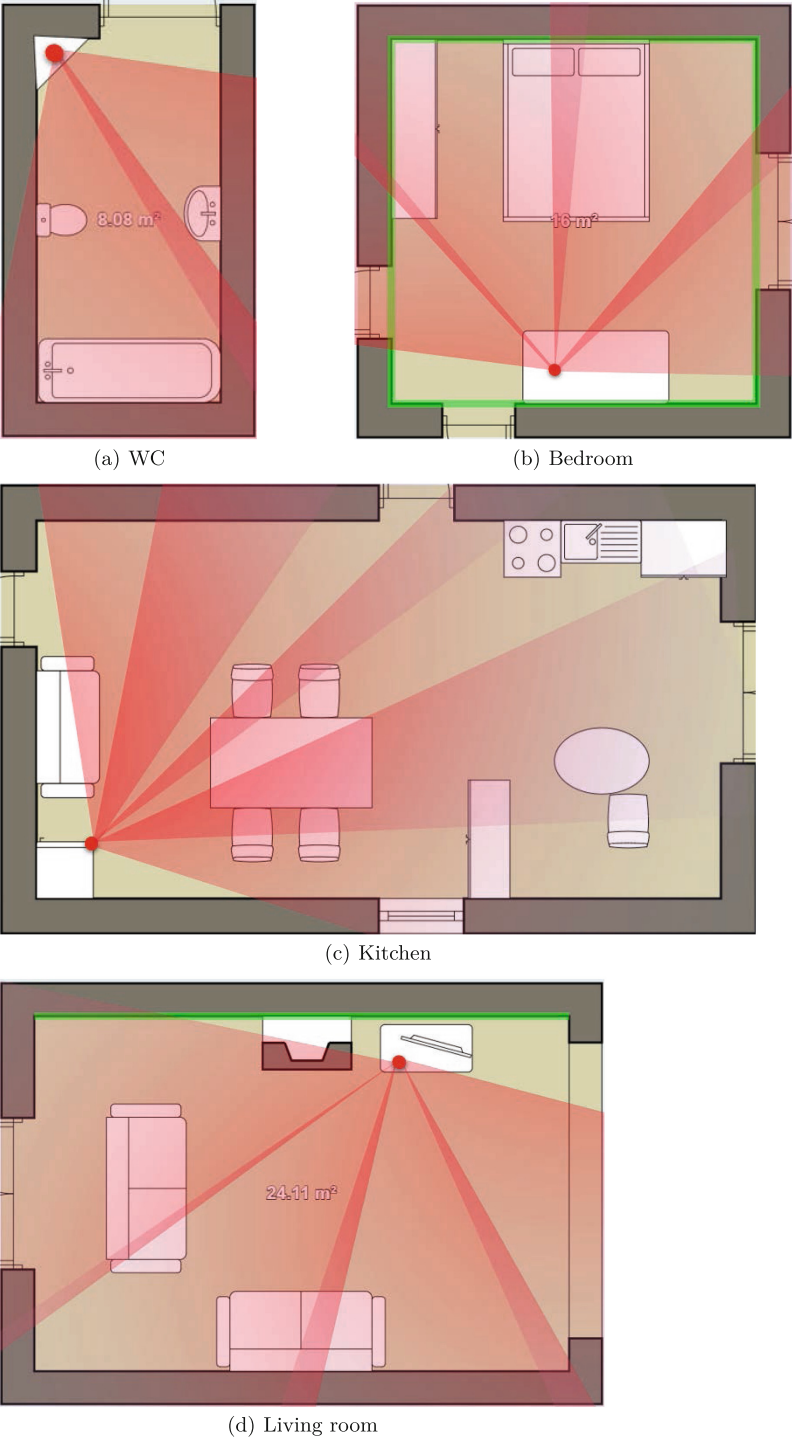 8.08 m²
16 m²
(a) WC
(b) Bedroom
(c) Kitchen
24.11 m²
(d) Living room